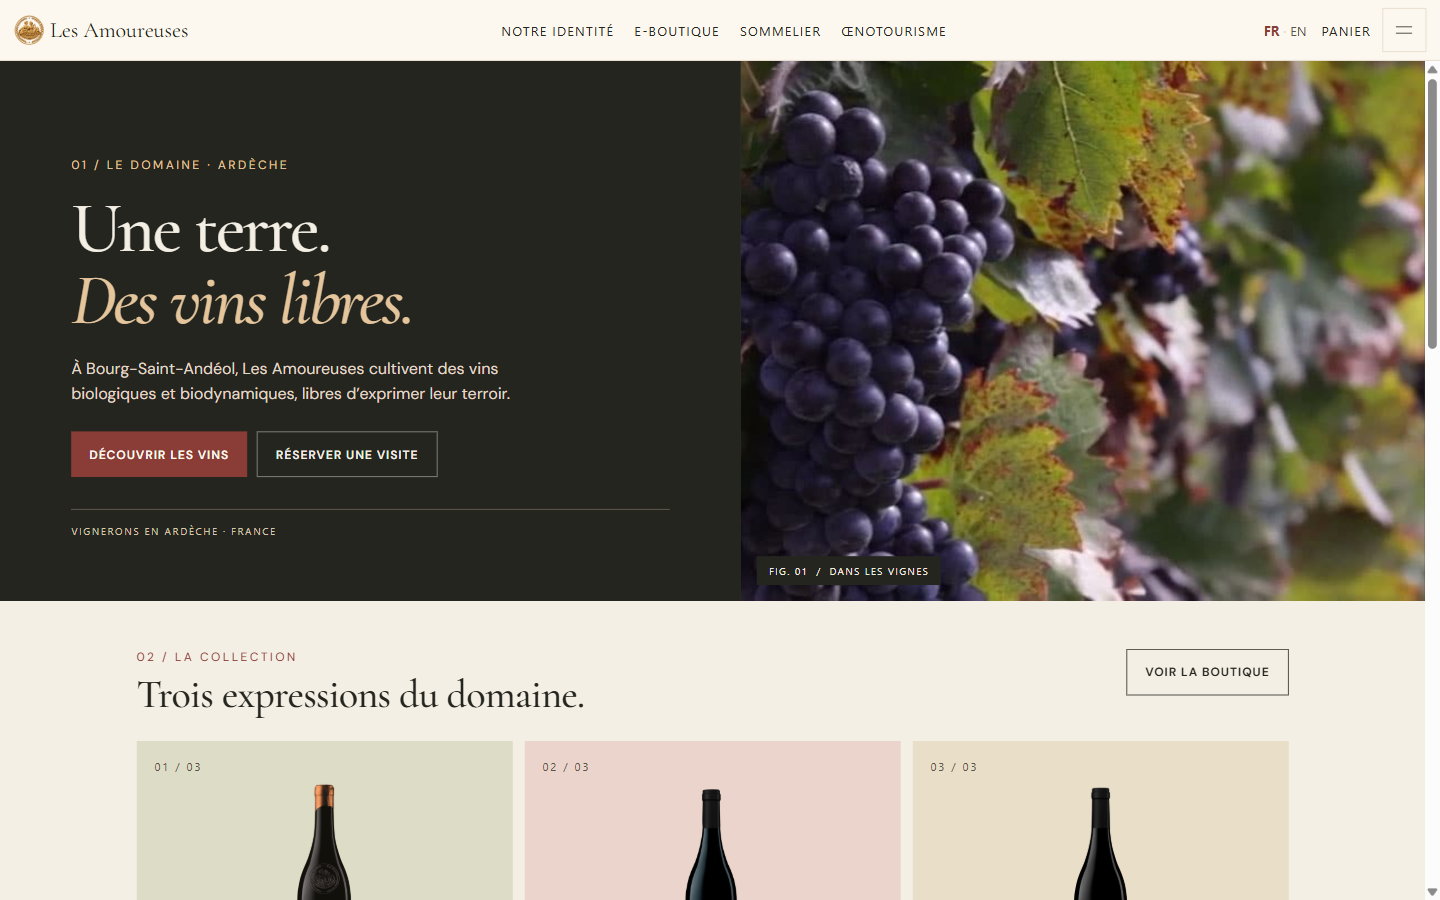 Les Amoureuses
NOTRE IDENTITÉ
E-BOUTIQUE
SOMMELIER
ŒNOTOURISME
FR · EN
PANIER
01 / LE DOMAINE · ARDÈCHE
Une terre.
Des vins libres.
À Bourg-Saint-Andéol, Les Amoureuses cultivent des vins
biologiques et biodynamiques, libres d’exprimer leur terroir.
DÉCOUVRIR LES VINS
RÉSERVER UNE VISITE
VIGNERONS EN ARDÈCHE · FRANCE
FIG. 01 / DANS LES VIGNES
02 / LA COLLECTION
Trois expressions du domaine.
VOIR LA BOUTIQUE
01 / 03
02 / 03
03 / 03